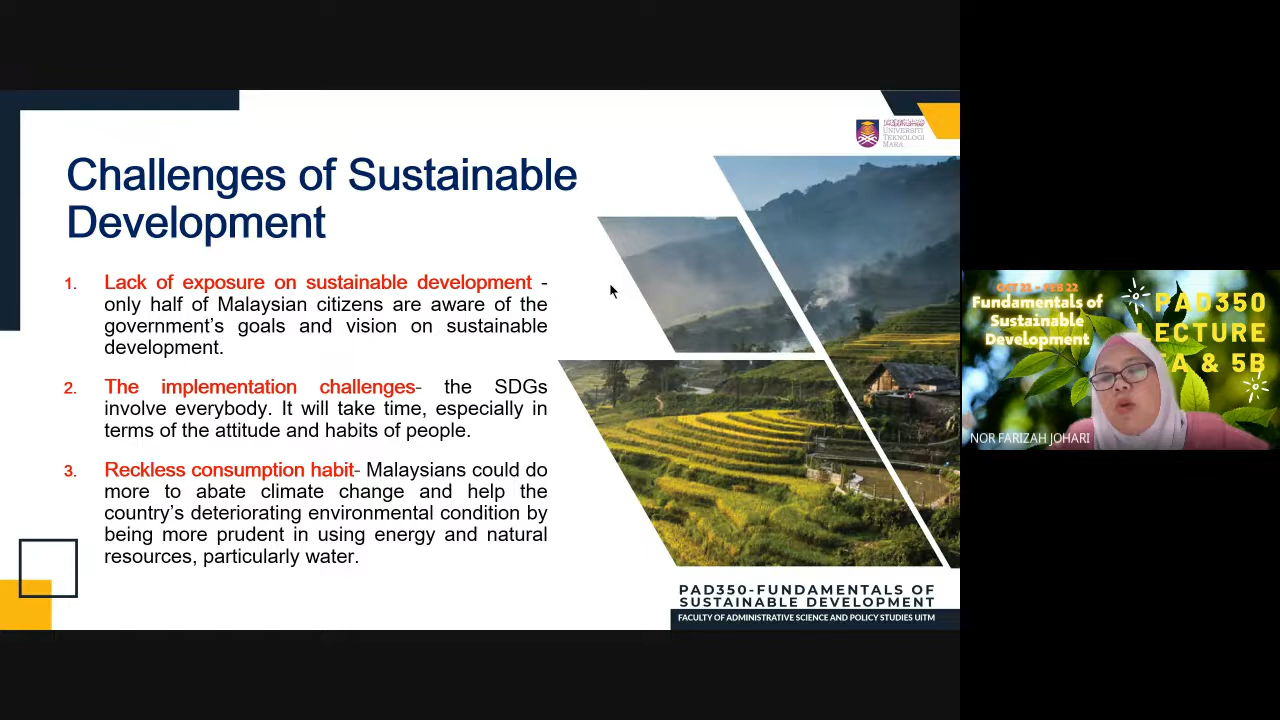 UNIVERSITI
TEKNOLOGI
MARA
Challenges of Sustainable
Development
1. Lack of exposure on sustainable development -
only half of Malaysian citizens are aware of the
government's goals and vision on sustainable
development.
2. The implementation challenges- the SDGs
involve everybody. It will take time, especially in
terms of the attitude and habits of people.
3. Reckless consumption habit- Malaysians could do
more to abate climate change and help the
country's deteriorating environmental condition by
being more prudent in using energy and natural
resources, particularly water.
PAD350-FUNDAMENTALS OF
SUSTAINABLE DEVELOPMENT
FACULTY OF ADMINISTRATIVE SCIENCE AND POLICY STUDIES UITM
Fundamentals of
Sustainable
Development
PAD350
LECTURE
A & 5B
NOR FARIZAH JOHARI